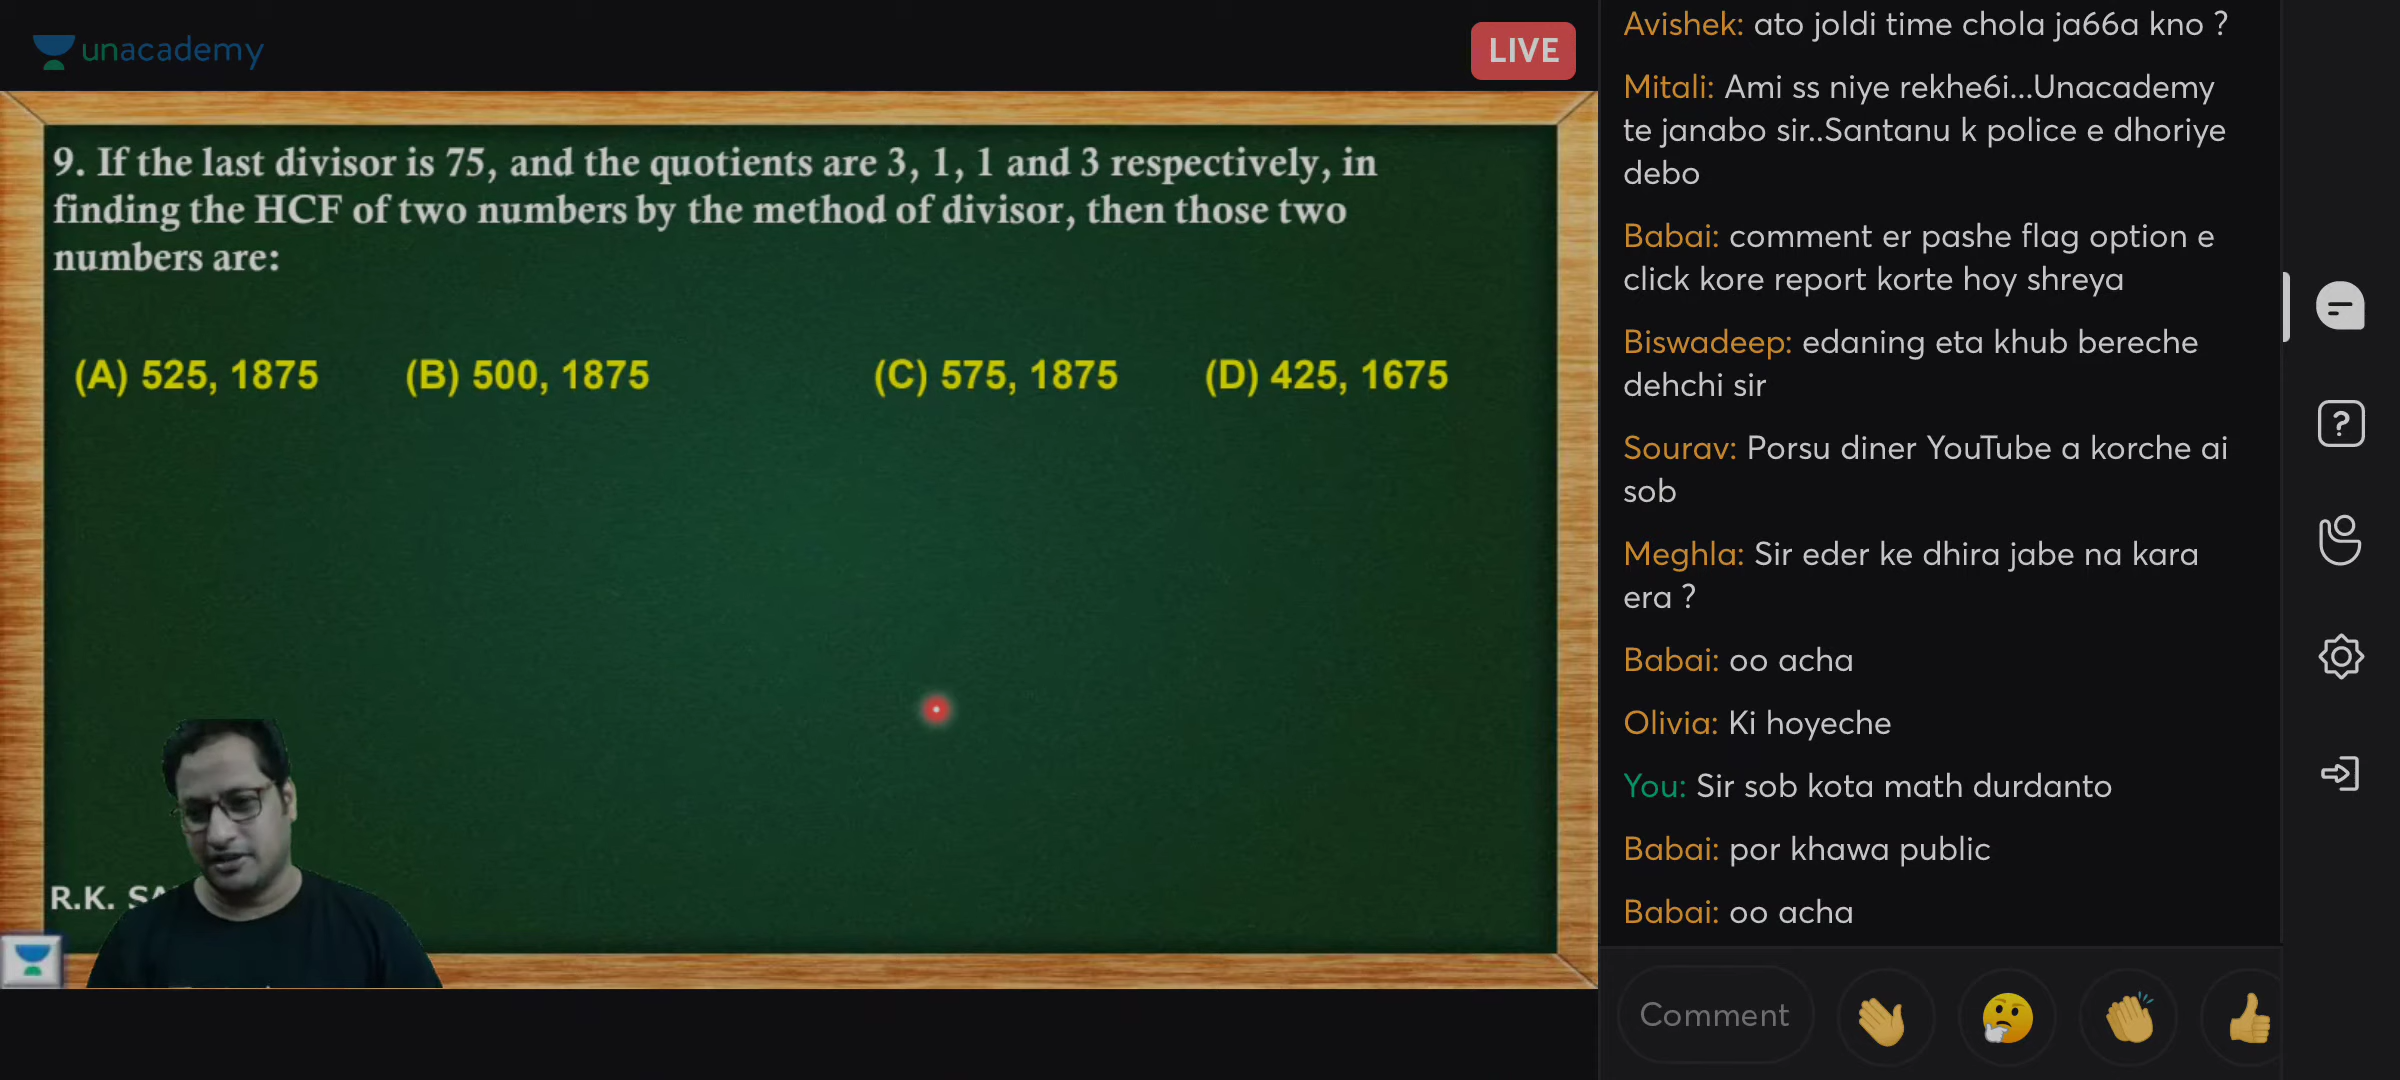 unacademy
LIVE
9. If the last divisor is 75, and the quotients are 3, 1, 1 and 3 respectively, in
finding the HCF of two numbers by the method of divisor, then those two
numbers are:
(A) 525, 1875 (B) 500, 1875 (C) 575, 1875 (D) 425, 1675
R.K.
Avishek: ato joldi time chola ja66a kno ?
Mitali: Ami ss niye rekhe6i...Unacademy
te janabo sir..Santanu k police e dhoriye
debo
Babai: comment er pashe flag option e
click kore report korte hoy shreya
Biswadeep: edaning eta khub bereche
dehchi sir
Sourav: Porsu diner YouTube a korche ai
sob
Meghla: Sir eder ke dhira jabe na kara
era ?
Babai: oo acha
Olivia: Ki hoyeche
You: Sir sob kota math durdanto
Babai: por khawa public
Babai: oo acha
Comment